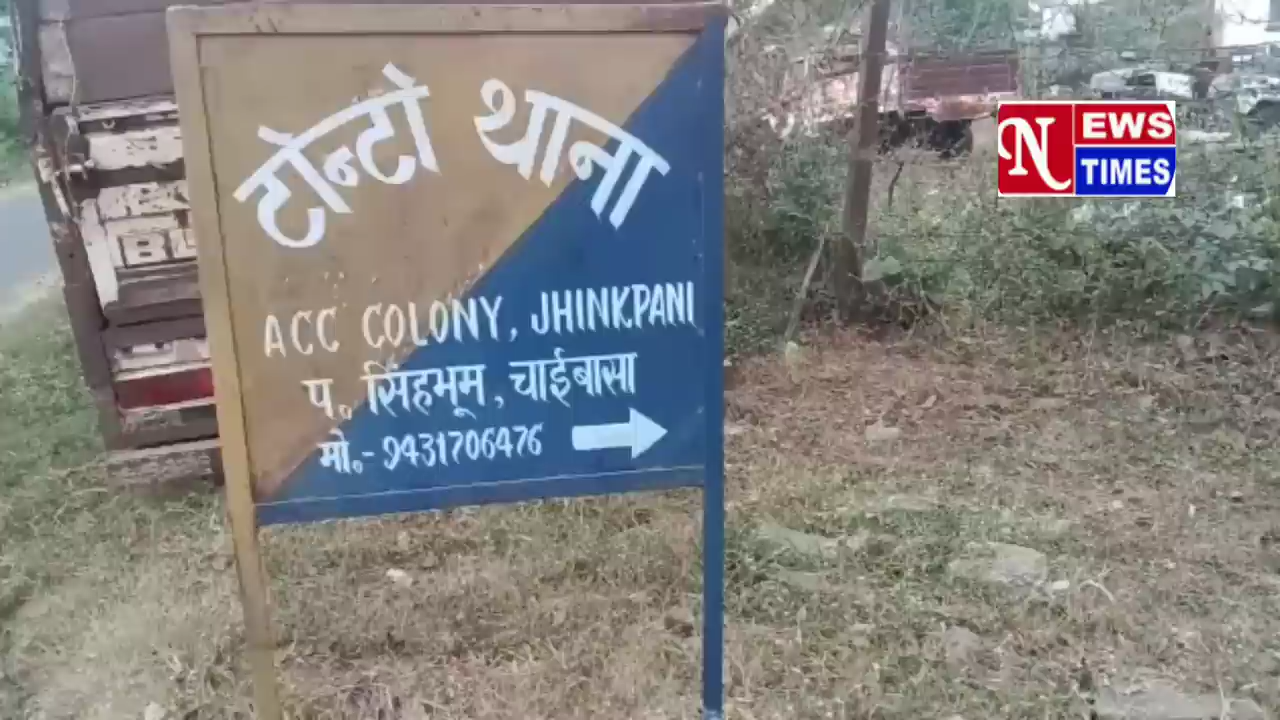 टोन्टो थाना
ACC COLONY, JHINKPANI
प॰ सिंहभूम, चाईबासा
मो॰- 9431706476
NEWS
TIMES